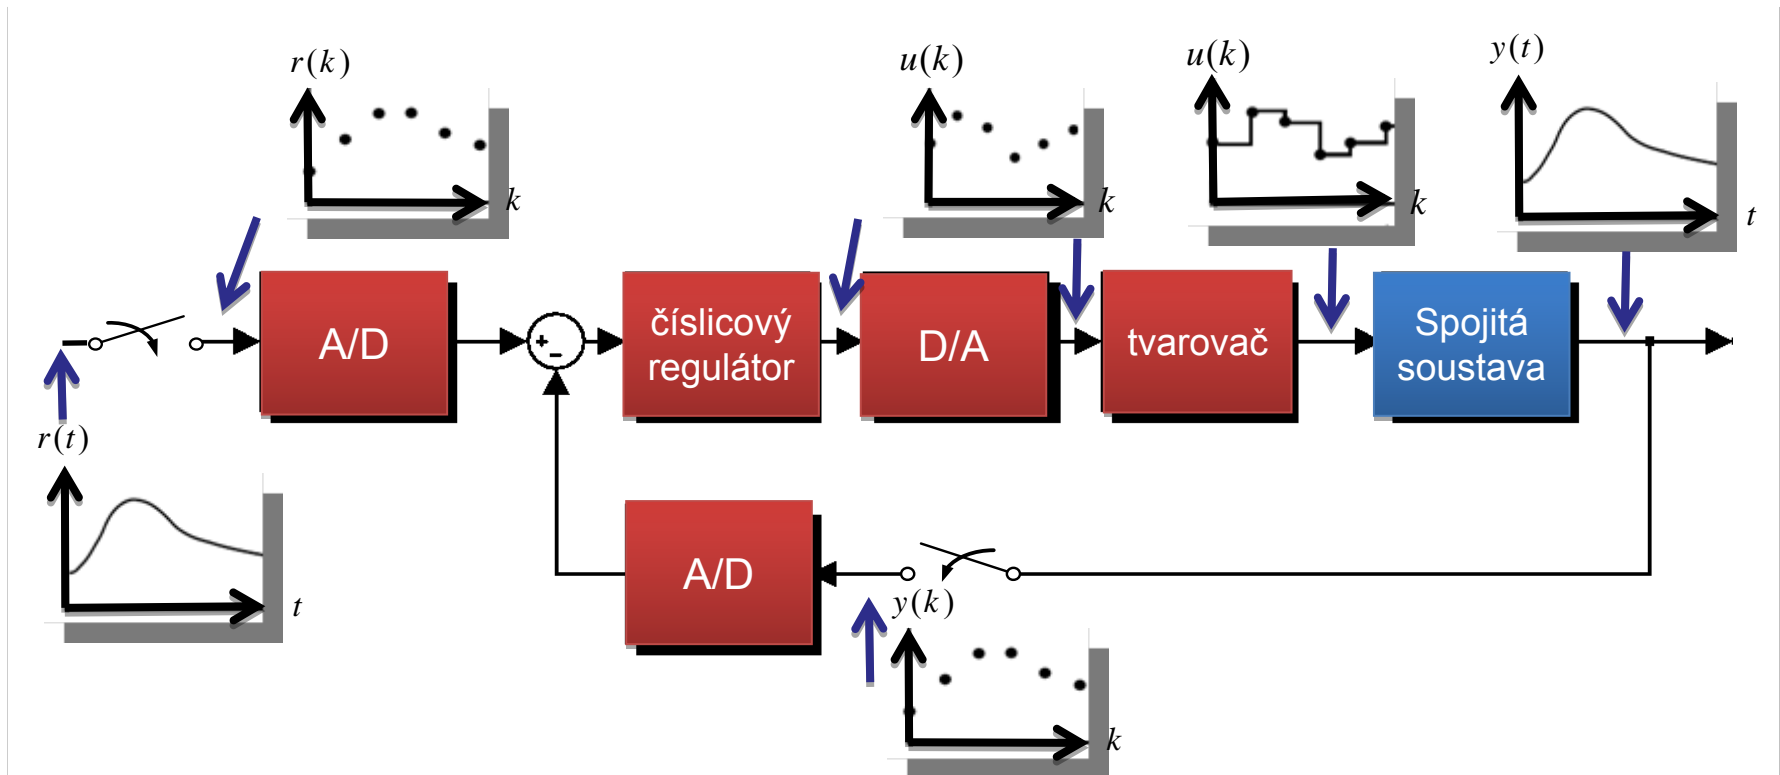 r(k)
k
u(k)
k
u(k)
k
y(t)
t
A/D
+
-
číslicový
regulátor
D/A
tvarovač
Spojitá
soustava
r(t)
t
A/D
y(k)
k